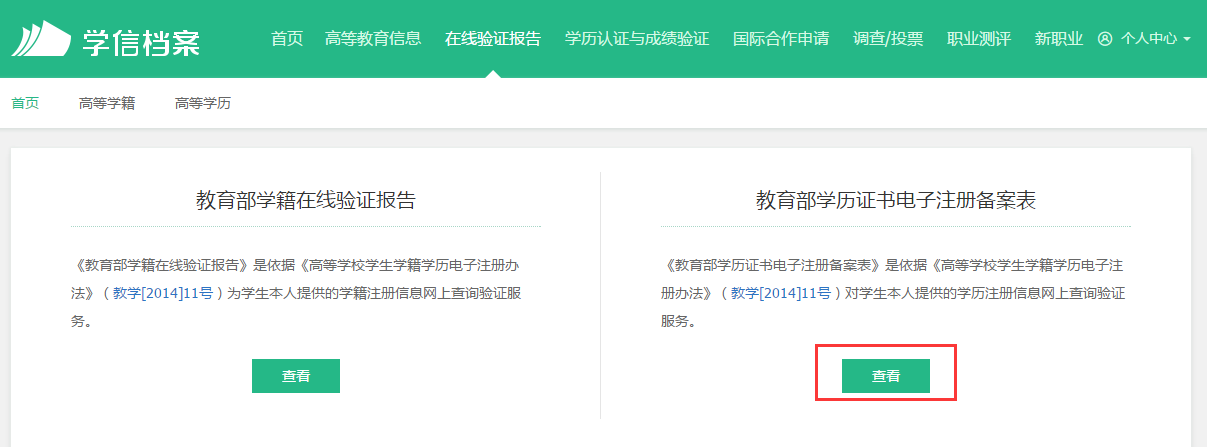 学信档案
首页 高等教育信息 在线验证报告 学历认证与成绩验证 国际合作申请 调查/投票 职业测评 新职业 个人中心
首页 高等学籍 高等学历
教育部学籍在线验证报告
《教育部学籍在线验证报告》是依据《高等学校学生学籍学历电子注册办
法》（教学[2014]11号）为学生本人提供的学籍注册信息网上查询验证服
务。
查看
教育部学历证书电子注册备案表
《教育部学历证书电子注册备案表》是依据《高等学校学生学籍学历电子注
册办法》（教学[2014]11号）对学生本人提供的学历注册信息网上查询验证
服务。
查看